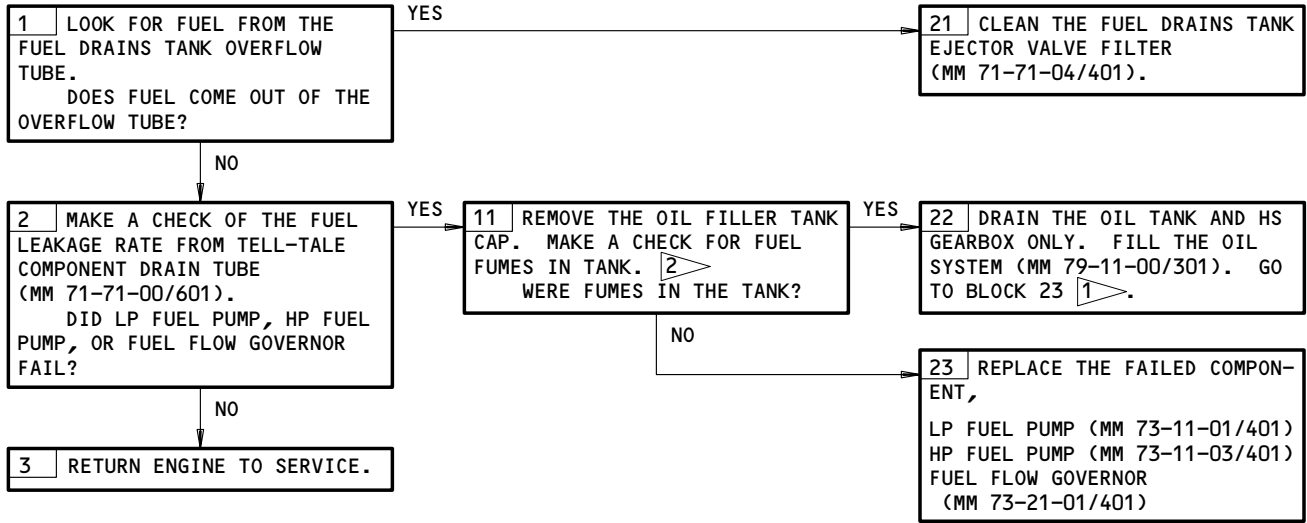 1 LOOK FOR FUEL FROM THE
FUEL DRAINS TANK OVERFLOW
TUBE.
DOES FUEL COME OUT OF THE
OVERFLOW TUBE?
YES
21 CLEAN THE FUEL DRAINS TANK
EJECTOR VALVE FILTER
(MM 71-71-04/401).
NO
2 MAKE A CHECK OF THE FUEL
LEAKAGE RATE FROM TELL-TALE
COMPONENT DRAIN TUBE
(MM 71-71-00/601).
DID LP FUEL PUMP, HP FUEL
PUMP, OR FUEL FLOW GOVERNOR
FAIL?
YES
11 REMOVE THE OIL FILLER TANK
CAP. MAKE A CHECK FOR FUEL
FUMES IN TANK. 2
WERE FUMES IN THE TANK?
YES
22 DRAIN THE OIL TANK AND HS
GEARBOX ONLY. FILL THE OIL
SYSTEM (MM 79-11-00/301). GO
TO BLOCK 23 1.
NO
23 REPLACE THE FAILED COMPON-
ENT,
LP FUEL PUMP (MM 73-11-01/401)
HP FUEL PUMP (MM 73-11-03/401)
FUEL FLOW GOVERNOR
(MM 73-21-01/401)
NO
3 RETURN ENGINE TO SERVICE.